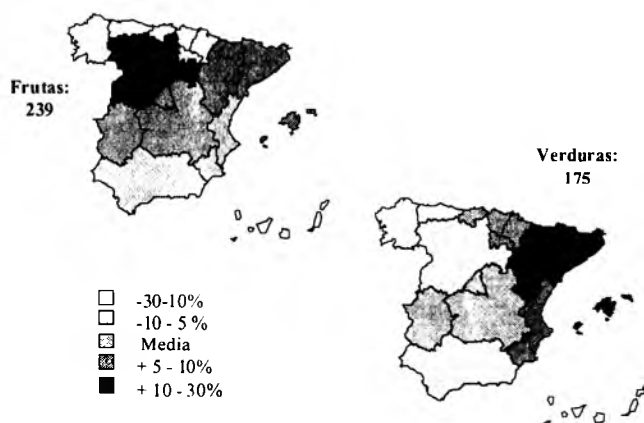 Frutas:
239
Verduras:
175
-30-10%
-10 - 5%
Media
+ 5 - 10%
+ 10 - 30%